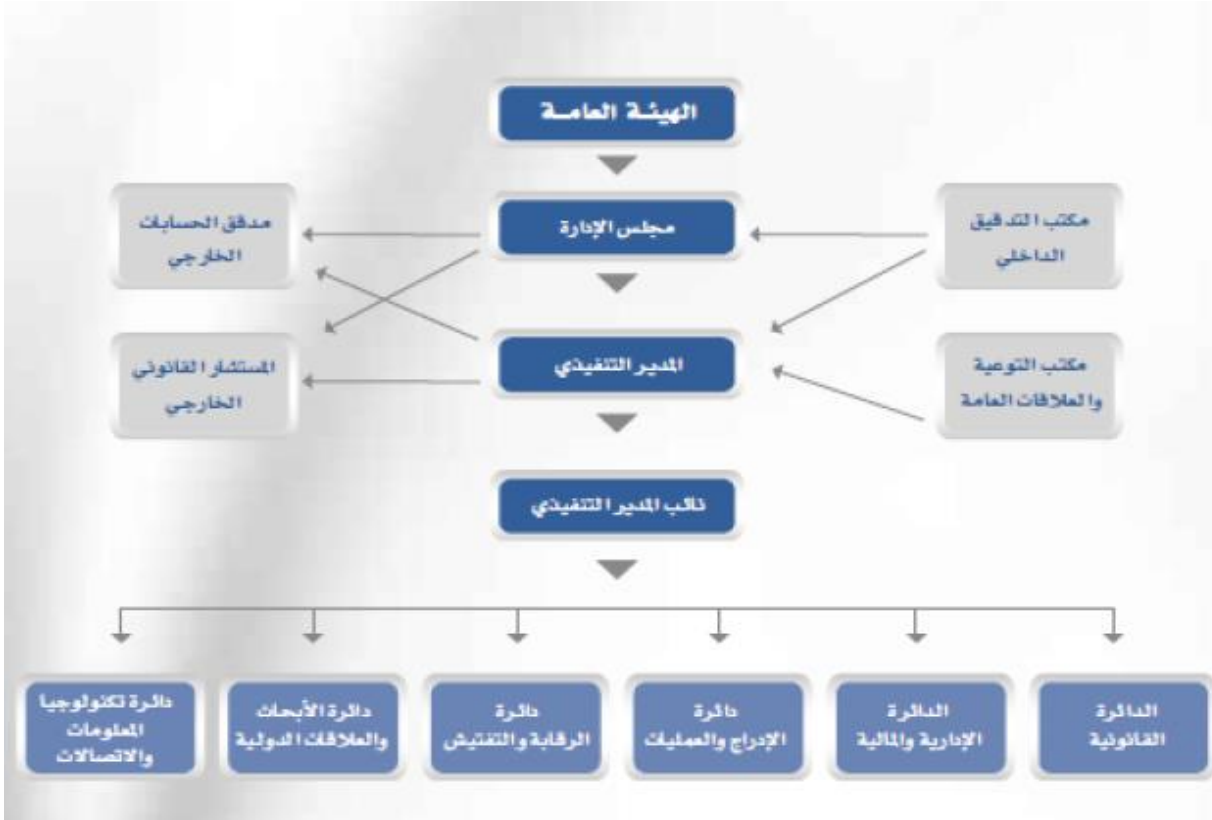 الهيئة العامة
مكتب التدقيق
الداخلي
مجلس الإدارة
مدقق الحسابات
الخارجي
مكتب التوعية
والعلاقات العامة
المدير التنفيذي
المستشار القانوني
الخارجي
نائب المدير التنفيذي
الدائرة
القانونية
الدائرة
الإدارية والمالية
دائرة
الإدراج والعمليات
دائرة
الرقابة والتفتيش
دائرة الأبحاث
والعلاقات الدولية
دائرة تكنولوجيا
المعلومات
والاتصالات